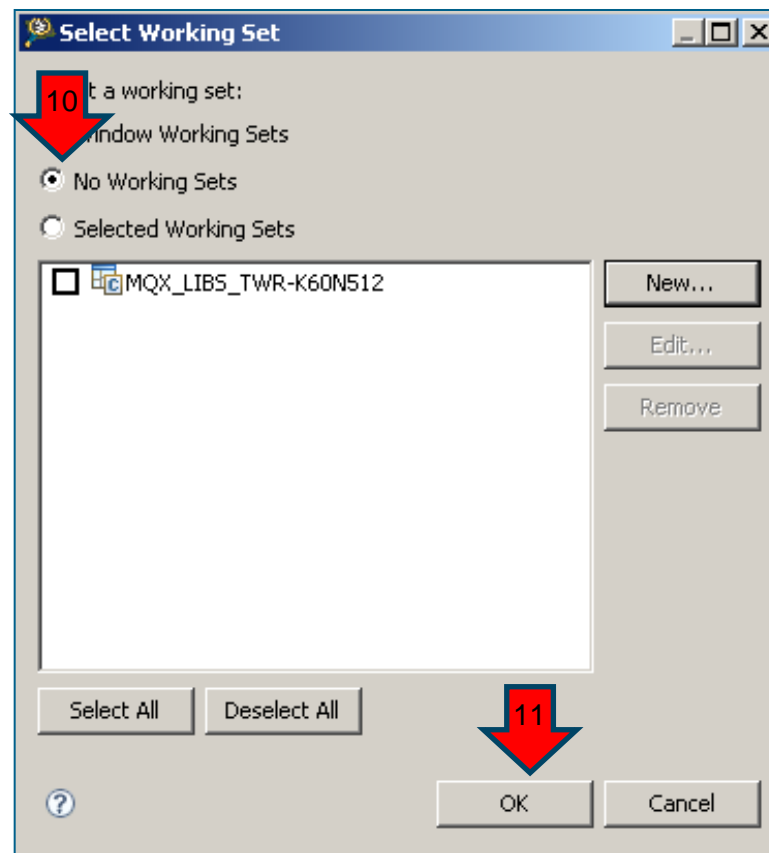 Select Working Set
10
t a working set:
indow Working Sets
No Working Sets
Selected Working Sets
MQX_LIBS_TWR-K60N512
New...
Edit...
Remove
Select All
Deselect All
11
?
OK
Cancel